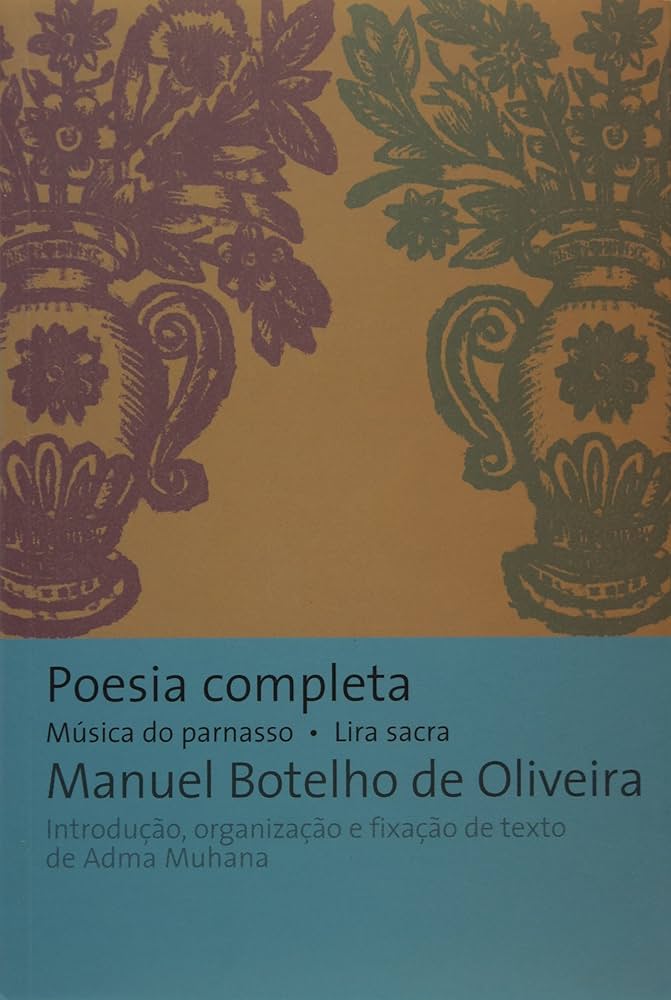 Poesia completa
Música do parnasso • Lira sacra
Manuel Botelho de Oliveira
Introdução, organização e fixação de texto
de Adma Muhana